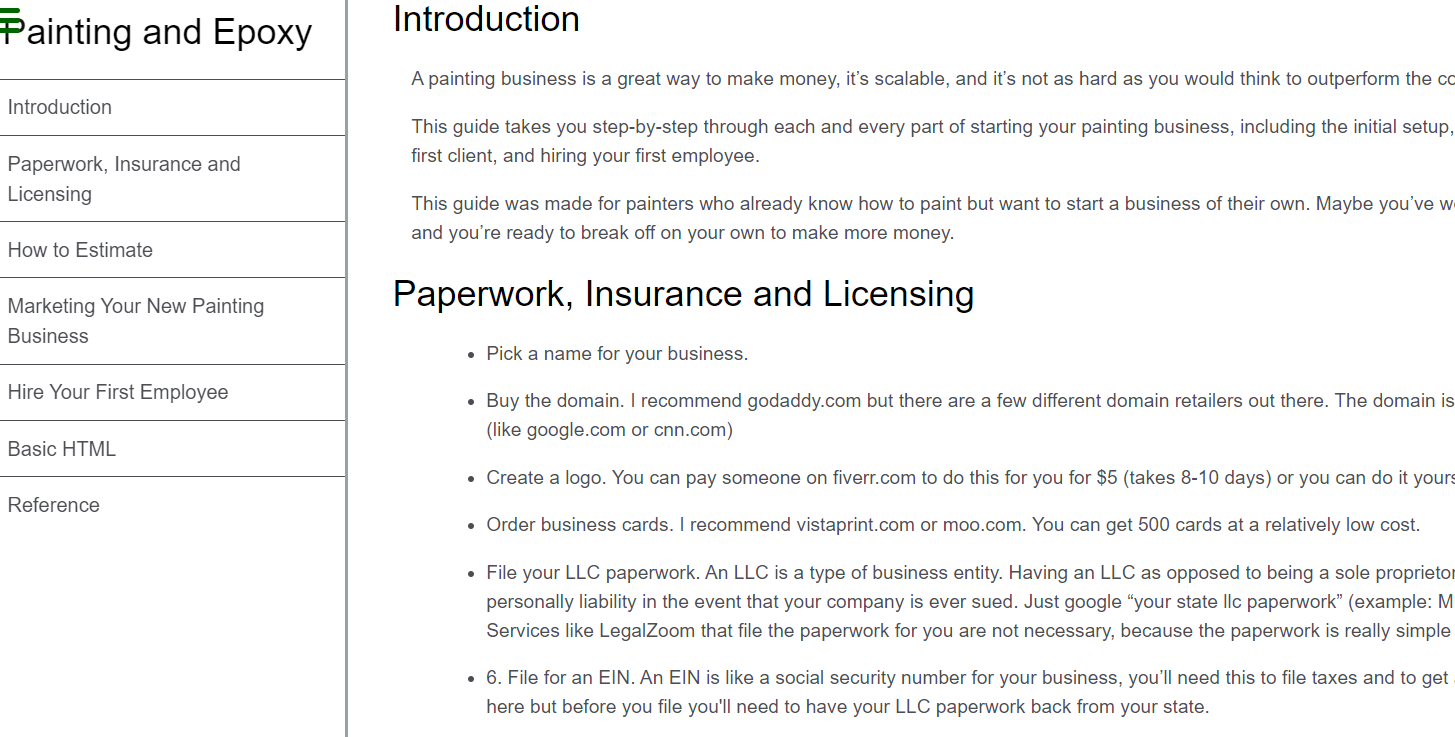 Painting and Epoxy
Introduction
Paperwork, Insurance and
Licensing
How to Estimate
Marketing Your New Painting
Business
Hire Your First Employee
Basic HTML
Reference
Introduction
A painting business is a great way to make money, it’s scalable, and it’s not as hard as you would think to outperform the co
This guide takes you step-by-step through each and every part of starting your painting business, including the initial setup,
first client, and hiring your first employee.
This guide was made for painters who already know how to paint but want to start a business of their own. Maybe you’ve w
and you’re ready to break off on your own to make more money.
Paperwork, Insurance and Licensing
• Pick a name for your business.
• Buy the domain. I recommend godaddy.com but there are a few different domain retailers out there. The domain is
(like google.com or cnn.com)
• Create a logo. You can pay someone on fiverr.com to do this for you for $5 (takes 8-10 days) or you can do it yours
• Order business cards. I recommend vistaprint.com or moo.com. You can get 500 cards at a relatively low cost.
• File your LLC paperwork. An LLC is a type of business entity. Having an LLC as opposed to being a sole proprietor
personally liability in the event that your company is ever sued. Just google “your state llc paperwork” (example: M
Services like LegalZoom that file the paperwork for you are not necessary, because the paperwork is really simple
• 6. File for an EIN. An EIN is like a social security number for your business, you’ll need this to file taxes and to get
here but before you file you'll need to have your LLC paperwork back from your state.